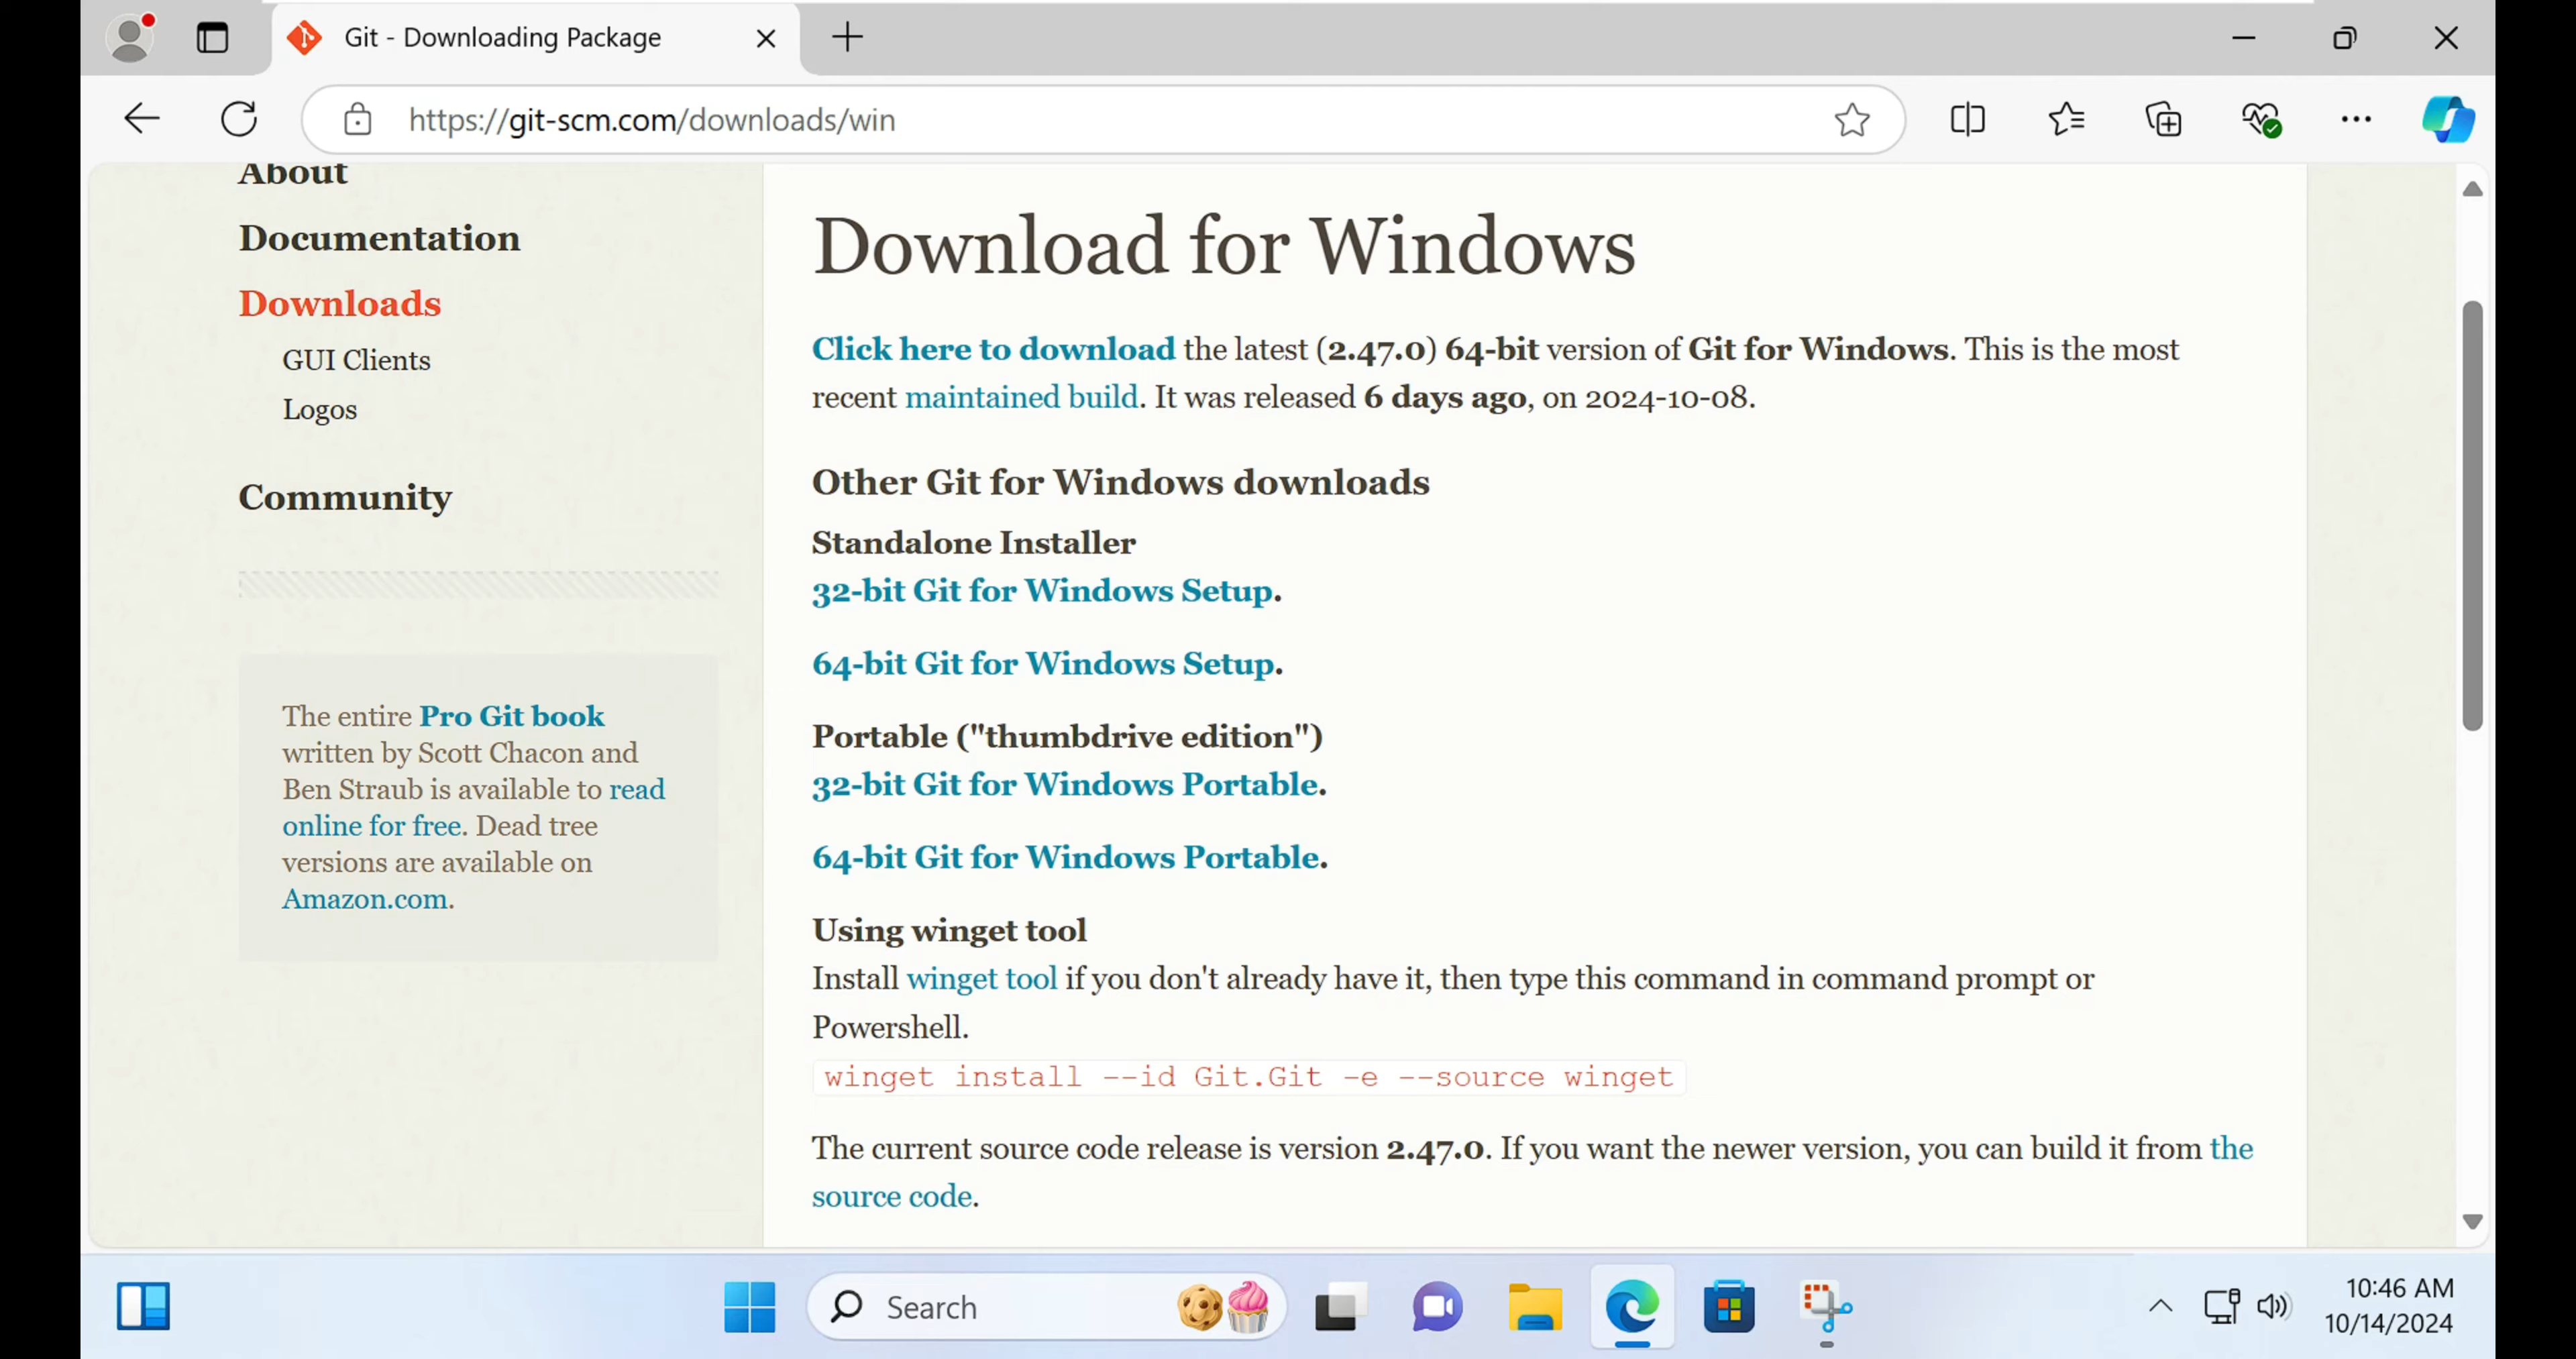 Git - Downloading Package
https://git-scm.com/downloads/win
About
Documentation
Downloads
GUI Clients
Logos
Community
The entire Pro Git book
written by Scott Chacon and
Ben Straub is available to read
online for free. Dead tree
versions are available on
Amazon.com.
Download for Windows
Click here to download the latest (2.47.0) 64-bit version of Git for Windows. This is the most
recent maintained build. It was released 6 days ago, on 2024-10-08.
Other Git for Windows downloads
Standalone Installer
32-bit Git for Windows Setup.
64-bit Git for Windows Setup.
Portable ("thumbdrive edition")
32-bit Git for Windows Portable.
64-bit Git for Windows Portable.
Using winget tool
Install winget tool if you don't already have it, then type this command in command prompt or
Powershell.
winget install --id Git.Git -e --source winget
The current source code release is version 2.47.0. If you want the newer version, you can build it from the
source code.
Search
10:46 AM
10/14/2024